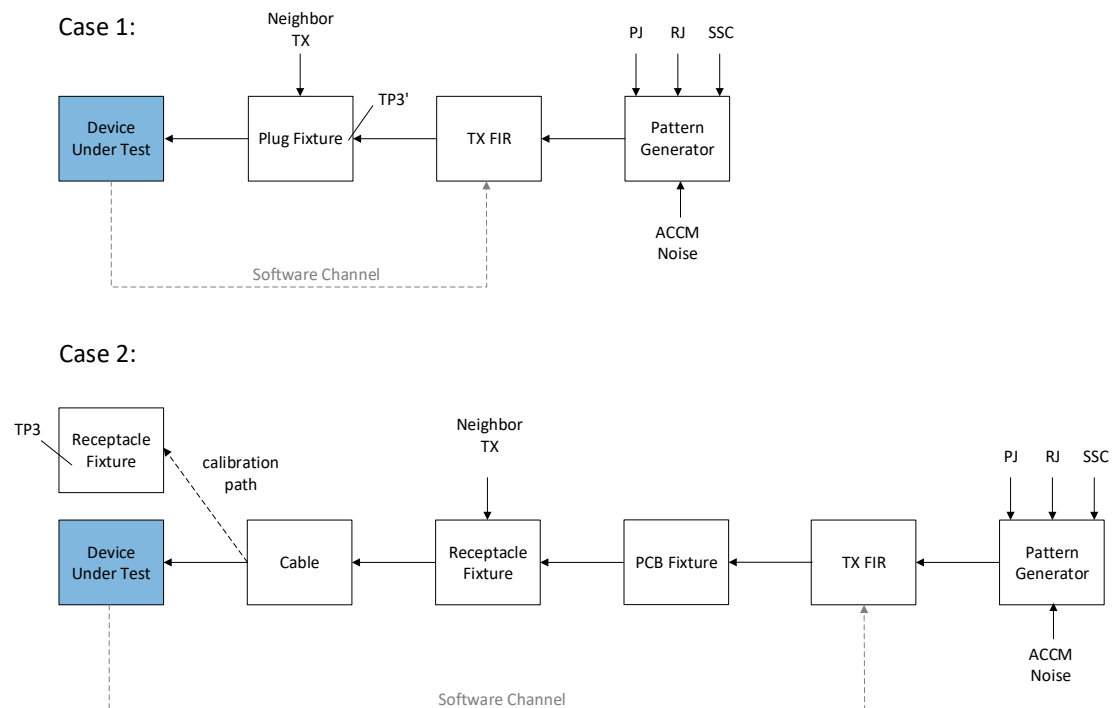 Case 1:
Neighbor
TX
PJ
RJ
SSC
TP3'
Device
Under Test
Plug Fixture
TX FIR
Pattern
Generator
ACCM
Noise
Software Channel
Case 2:
TP3
Receptacle
Fixture
calibration
path
Neighbor
TX
PJ
RJ
SSC
Device
Under Test
Cable
Receptacle
Fixture
PCB Fixture
TX FIR
Pattern
Generator
ACCM
Noise
Software Channel